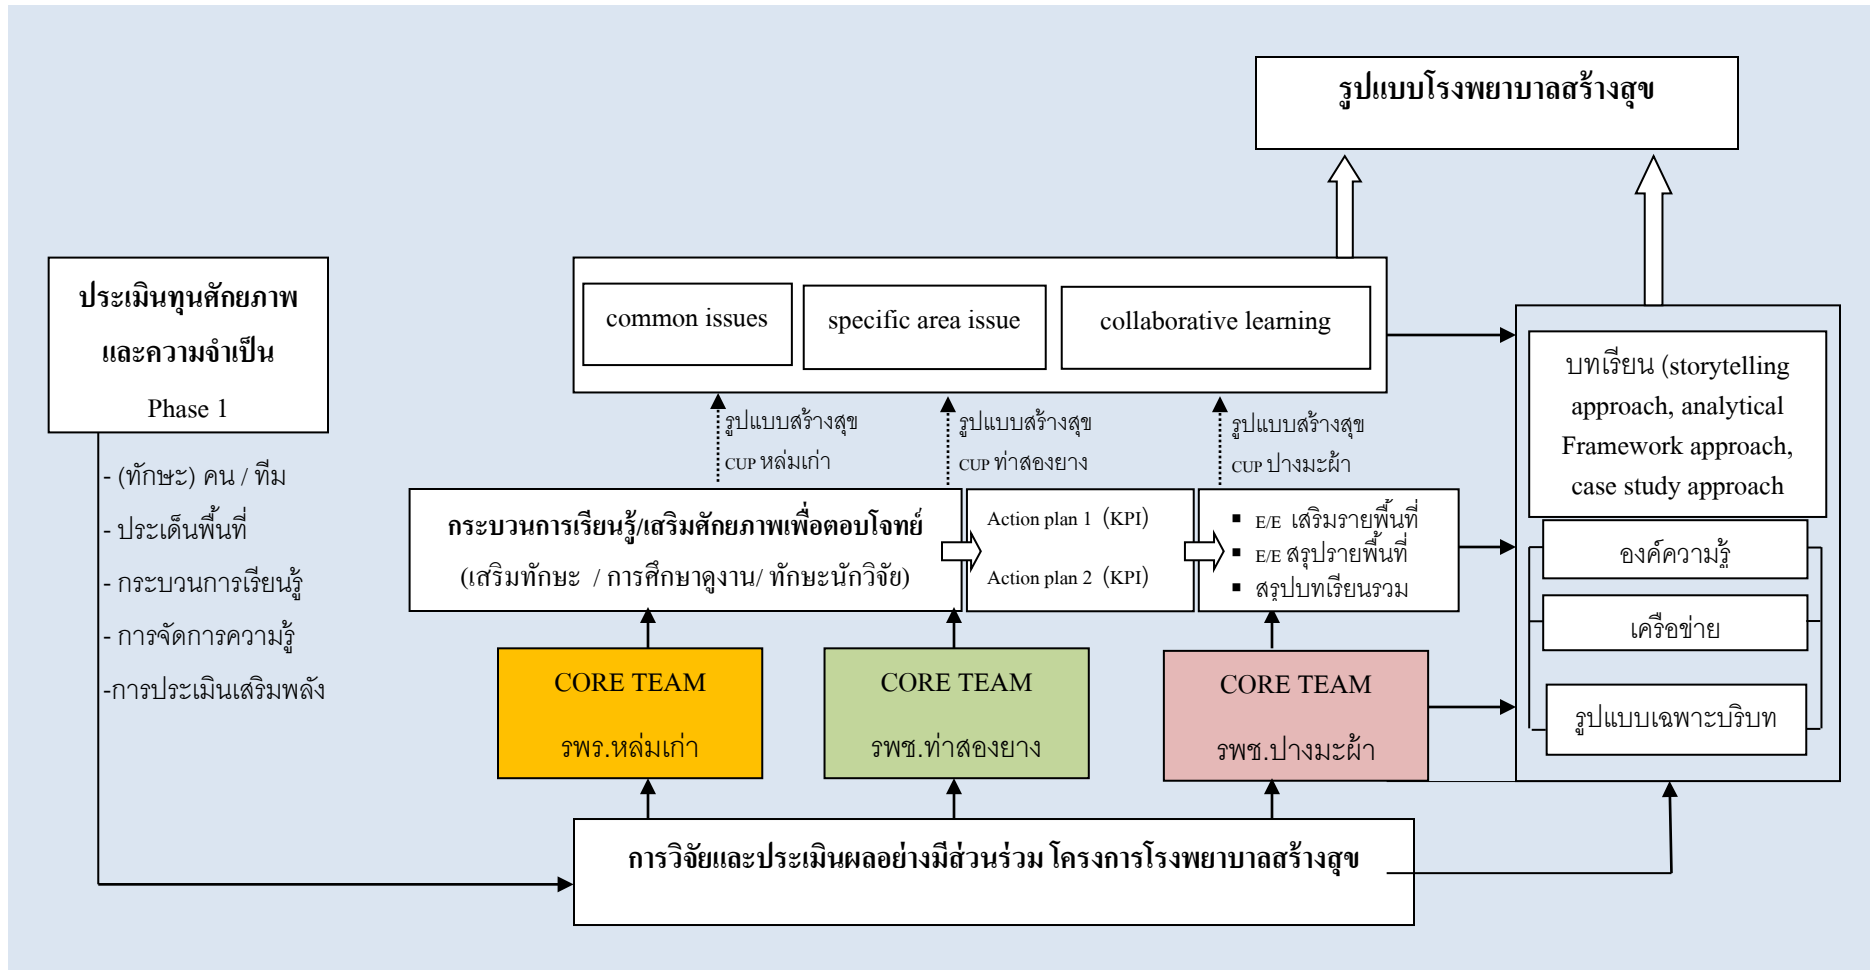 รูปแบบโรงพยาบาลสร้างสุข
ประเมินทุนศักยภาพ
และความจำเป็น
Phase 1
- (ทักษะ) คน / ทีม
- ประเด็นพื้นที่
- กระบวนการเรียนรู้
- การจัดการความรู้
-การประเมินเสริมพลัง
common issues
specific area issue
collaborative learning
รูปแบบสร้างสุข
CUP หล่มเก่า
รูปแบบสร้างสุข
CUP ท่าสองยาง
รูปแบบสร้างสุข
CUP ปางมะผ้า
กระบวนการเรียนรู้/เสริมศักยภาพเพื่อตอบโจทย์
(เสริมทักษะ / การศึกษาดูงาน/ ทักษะนักวิจัย)
Action plan 1 (KPI)
Action plan 2 (KPI)
▪ E/E เสริมรายพื้นที่
▪ E/E สรุปรายพื้นที่
▪ สรุปบทเรียนรวม
CORE TEAM
รพร.หล่มเก่า
CORE TEAM
รพช.ท่าสองยาง
CORE TEAM
รพช.ปางมะผ้า
การวิจัยและประเมินผลอย่างมีส่วนร่วม โครงการโรงพยาบาลสร้างสุข
บทเรียน (storytelling
approach, analytical
Framework approach,
case study approach
องค์ความรู้
เครือข่าย
รูปแบบเฉพาะบริบท